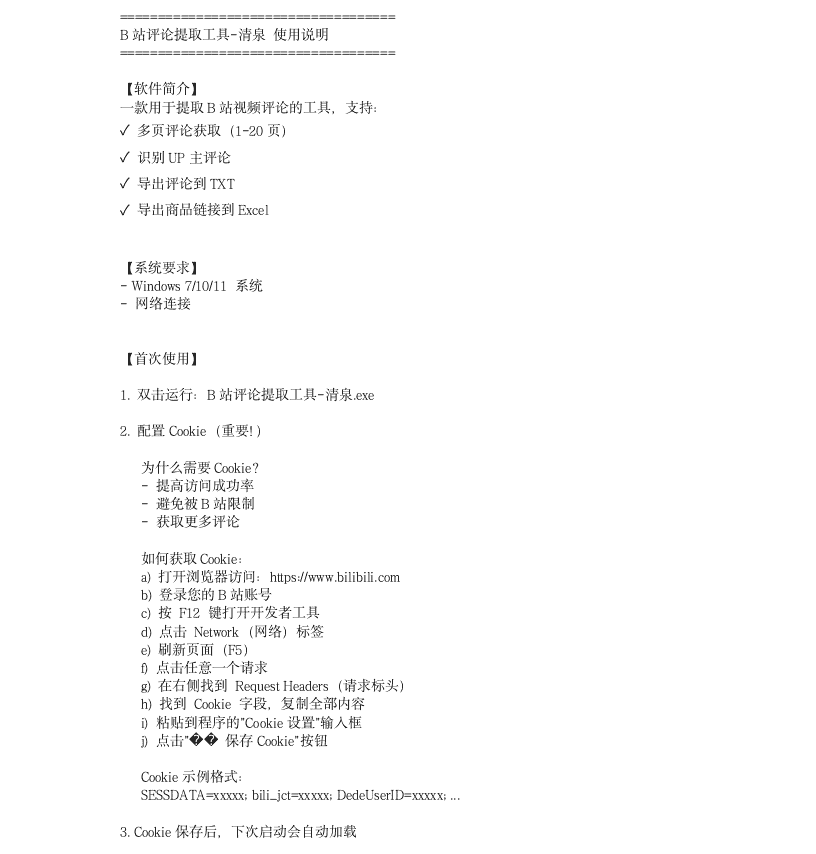 =====================================
B 站评论提取工具-清泉 使用说明
=====================================
【软件简介】
一款用于提取 B 站视频评论的工具，支持：
✓ 多页评论获取（1-20 页）
✓ 识别 UP 主评论
✓ 导出评论到 TXT
✓ 导出商品链接到 Excel
【系统要求】
- Windows 7/10/11 系统
- 网络连接
【首次使用】
1. 双击运行：B 站评论提取工具-清泉.exe
2. 配置 Cookie（重要!）
为什么需要 Cookie?
- 提高访问成功率
- 避免被 B 站限制
- 获取更多评论
如何获取 Cookie：
a) 打开浏览器访问：https://www.bilibili.com
b) 登录您的 B 站账号
c) 按 F12 键打开开发者工具
d) 点击 Network（网络）标签
e) 刷新页面（F5）
f) 点击任意一个请求
g) 在右侧找到 Request Headers（请求标头）
h) 找到 Cookie 字段，复制全部内容
i) 粘贴到程序的"Cookie 设置"输入框
j) 点击"�� 保存 Cookie"按钮
Cookie 示例格式：
SESSDATA=xxxxx; bili_jct=xxxxx; DedeUserID=xxxxx; ...
3. Cookie 保存后，下次启动会自动加载